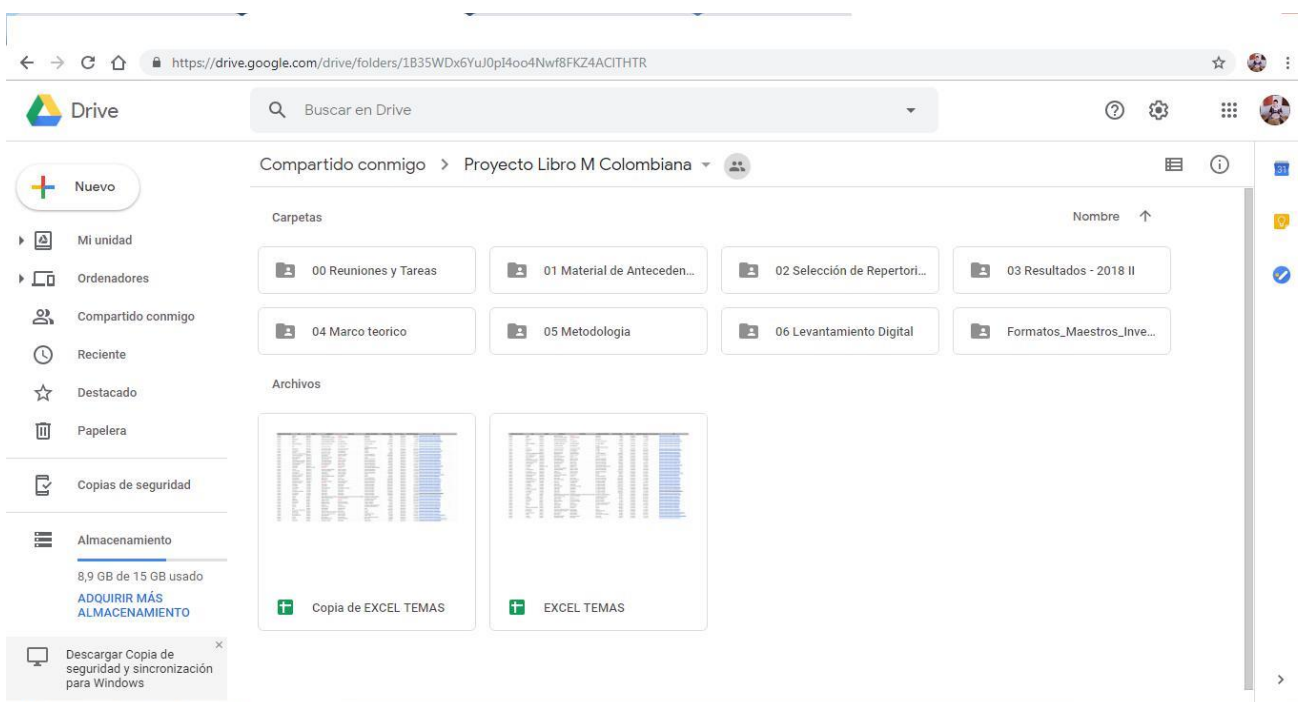 https://drive.google.com/drive/folders/1B35WDx6YuJ0pI4oo4Nwf8FKZ4ACITHTR
Drive
Buscar en Drive
Compartido conmigo > Proyecto Libro M Colombiana
Nuevo
31
Carpetas
Nombre
Mi unidad
00 Reuniones y Tareas
01 Material de Anteceden...
02 Selección de Repertori...
03 Resultados - 2018 II
Ordenadores
Compartido conmigo
04 Marco teorico
05 Metodologia
06 Levantamiento Digital
Formatos_Maestros_Inve...
Reciente
Destacado
Archivos
Papelera
Copias de seguridad
Almacenamiento
8,9 GB de 15 GB usado
ADQUIRIR MÁS
ALMACENAMIENTO
Copia de EXCEL TEMAS
EXCEL TEMAS
Descargar Copia de
seguridad y sincronización
para Windows